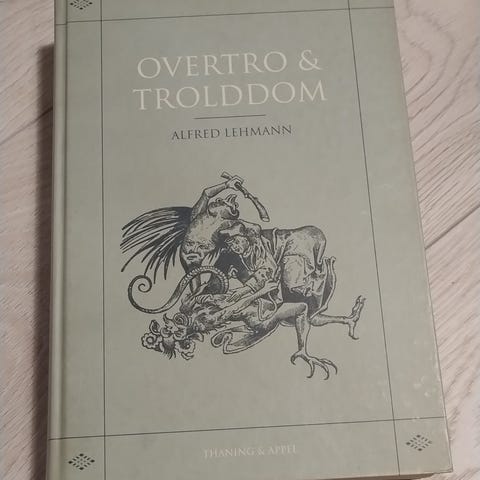 OVERTRO &
TROLDDOM
ALFRED LEHMANN
THANING & APPEL